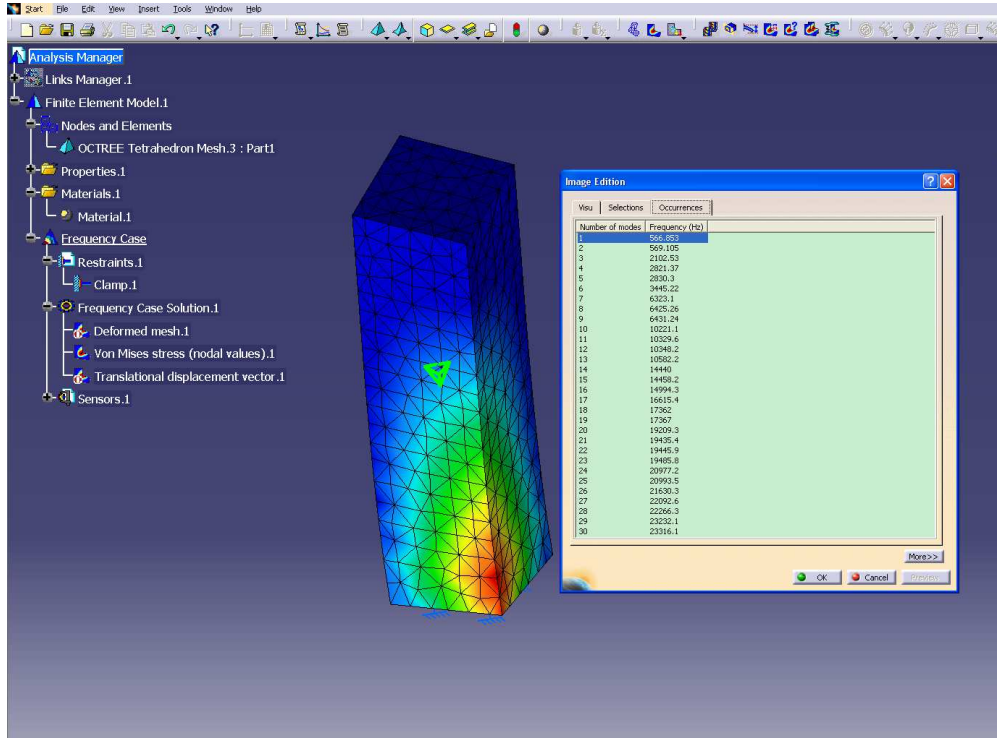 Start File Edit View Insert Tools Window Help
Analysis Manager
Links Manager.1
Finite Element Model.1
Nodes and Elements
OCTREE Tetrahedron Mesh.3 : Part1
Properties.1
Materials.1
Material.1
Frequency Case
Restraints.1
Clamp.1
Frequency Case Solution.1
Deformed mesh.1
Von Mises stress (nodal values).1
Translational displacement vector.1
Sensors.1
Image Edition
Visu Selections Occurrences
Number of modes Frequency (Hz)
1 566.853
2 569.105
3 2102.53
4 2821.37
5 2830.3
6 3445.22
7 6323.1
8 6425.26
9 6431.24
10 10221.1
11 10329.6
12 10348.2
13 10582.2
14 14440
15 14458.2
16 14994.3
17 16615.4
18 17362
19 17367
20 19209.3
21 19435.4
22 19445.9
23 19485.8
24 20977.2
25 20993.5
26 21630.3
27 22092.6
28 22266.3
29 23232.1
30 23316.1
More>>
OK Cancel Preview